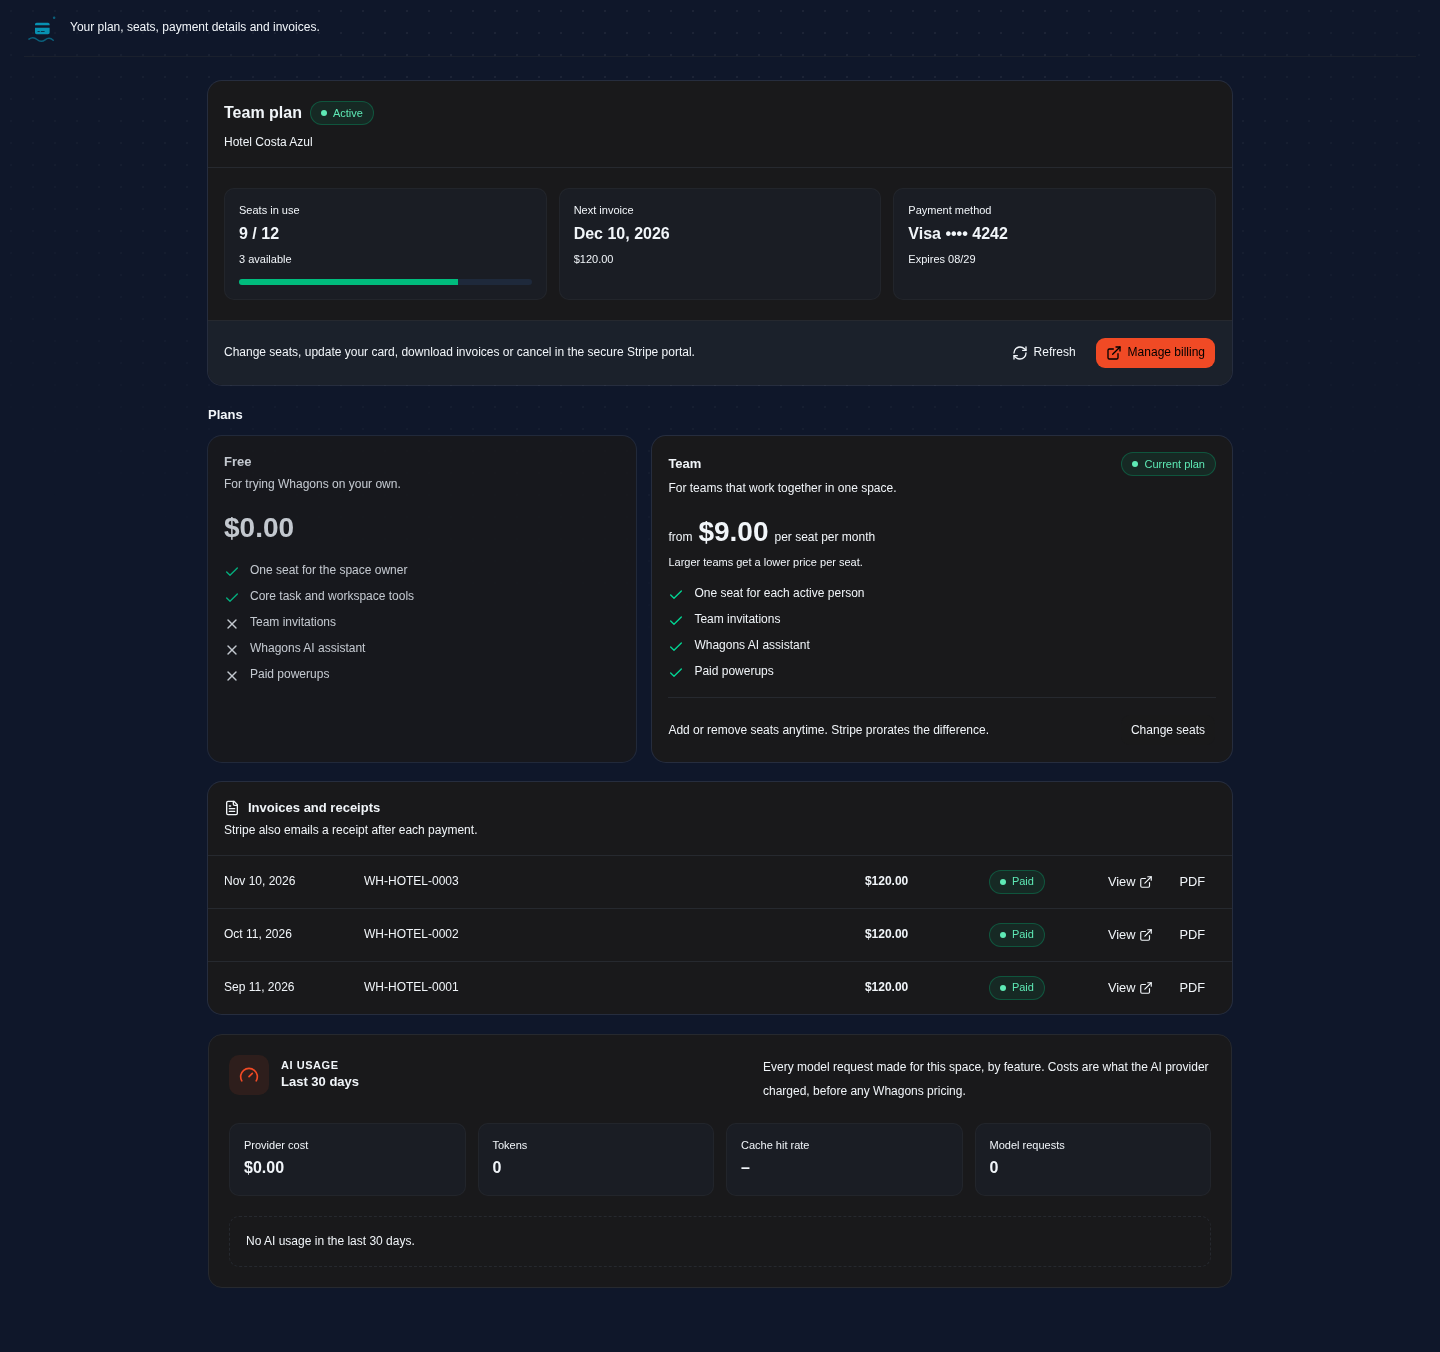 Your plan, seats, payment details and invoices.
Team plan
Active
Hotel Costa Azul
Seats in use
9 / 12
3 available
Next invoice
Dec 10, 2026
$120.00
Payment method
Visa •••• 4242
Expires 08/29
Change seats, update your card, download invoices or cancel in the secure Stripe portal.
Refresh
Manage billing
Plans
Free
For trying Whagons on your own.
$0.00
One seat for the space owner
Core task and workspace tools
Team invitations
Whagons AI assistant
Paid powerups
Team
Current plan
For teams that work together in one space.
from $9.00 per seat per month
Larger teams get a lower price per seat.
One seat for each active person
Team invitations
Whagons AI assistant
Paid powerups
Add or remove seats anytime. Stripe prorates the difference.
Change seats
Invoices and receipts
Stripe also emails a receipt after each payment.
Nov 10, 2026 WH-HOTEL-0003 $120.00 Paid View PDF
Oct 11, 2026 WH-HOTEL-0002 $120.00 Paid View PDF
Sep 11, 2026 WH-HOTEL-0001 $120.00 Paid View PDF
AI USAGE
Last 30 days
Every model request made for this space, by feature. Costs are what the AI provider
charged, before any Whagons pricing.
Provider cost
$0.00
Tokens
0
Cache hit rate
–
Model requests
0
No AI usage in the last 30 days.